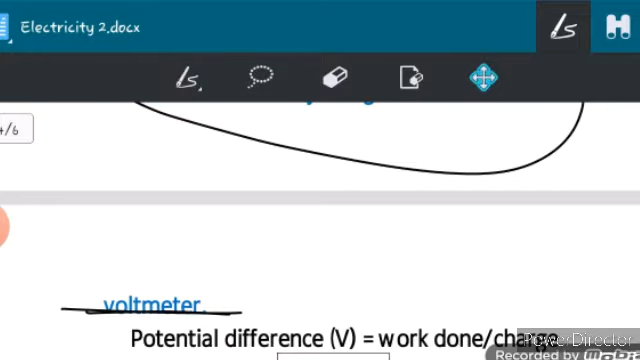 Electricity 2.docx
4/6
voltmeter.
Potential difference (V) = work done/charge
PowerDirector
Recorded by